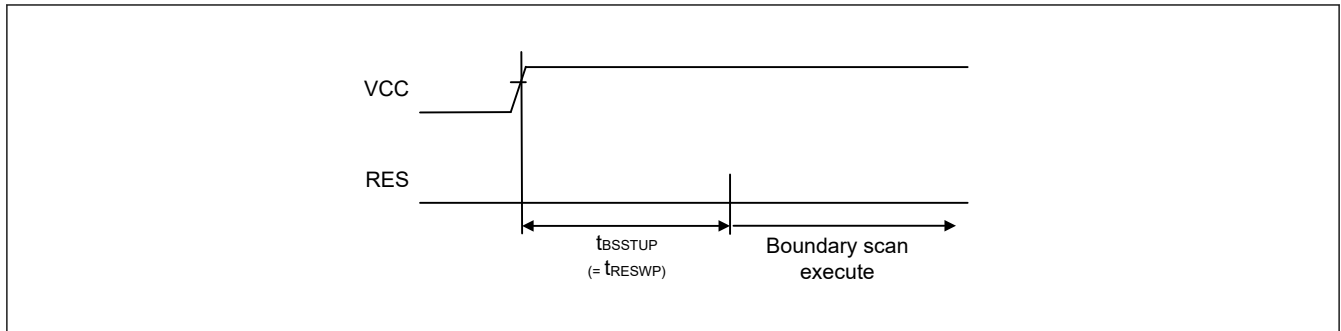 VCC
RES
tBSSTUP
(= tRESWP)
Boundary scan
execute